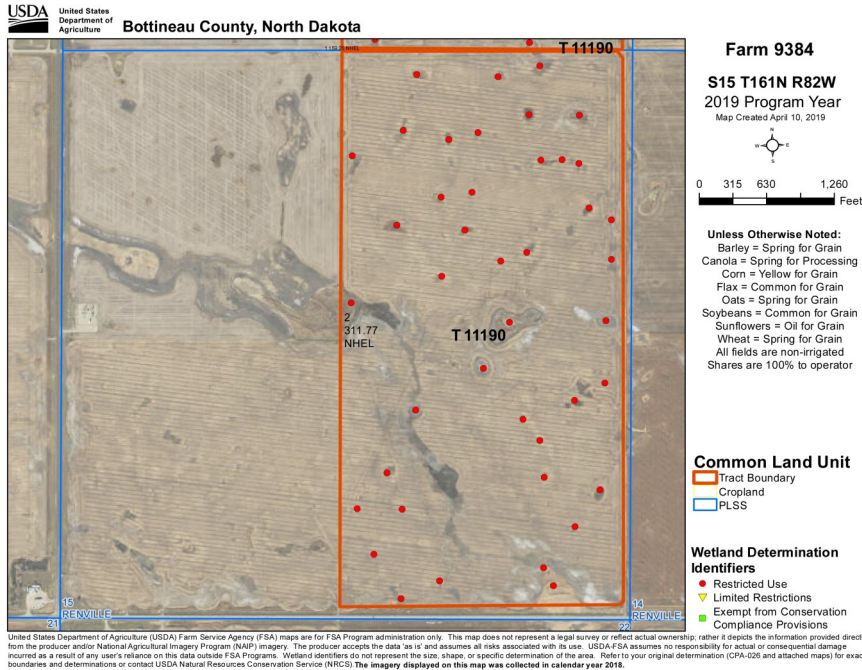 USDA
United States
Department of
Agriculture
Bottineau County, North Dakota
T 11190
Farm 9384
S15 T161N R82W
2019 Program Year
Map Created April 10, 2019
N
W E
S
0 315 630 1,260
Feet
Unless Otherwise Noted:
Barley = Spring for Grain
Canola = Spring for Processing
Corn = Yellow for Grain
Flax = Common for Grain
Oats = Spring for Grain
Soybeans = Common for Grain
Sunflowers = Oil for Grain
Wheat = Spring for Grain
All fields are non-irrigated
Shares are 100% to operator
2
311.77
NHEL
T 11190
Common Land Unit
Tract Boundary
Cropland
PLSS
Wetland Determination
Identifiers
Restricted Use
Limited Restrictions
Exempt from Conservation
Compliance Provisions
15
RENVILLE
21
14
RENVILLE
22
United States Department of Agriculture (USDA) Farm Service Agency (FSA) maps are for FSA Program administration only. This map does not represent a legal survey or reflect actual ownership; rather it depicts the information provided direct
from the producer and/or National Agricultural Imagery Program (NAIP) imagery. The producer accepts the data 'as is' and assumes all risks associated with its use. USDA-FSA assumes no responsibility for actual or consequential damage
incurred as a result of any user's reliance on this data outside FSA Programs. Wetland identifiers do not represent the size, shape, or specific determination of the area. Refer to your original determination (CPA-026 and attached maps) for exa
boundaries and determinations or contact USDA Natural Resources Conservation Service (NRCS). The imagery displayed on this map was collected in calendar year 2018.